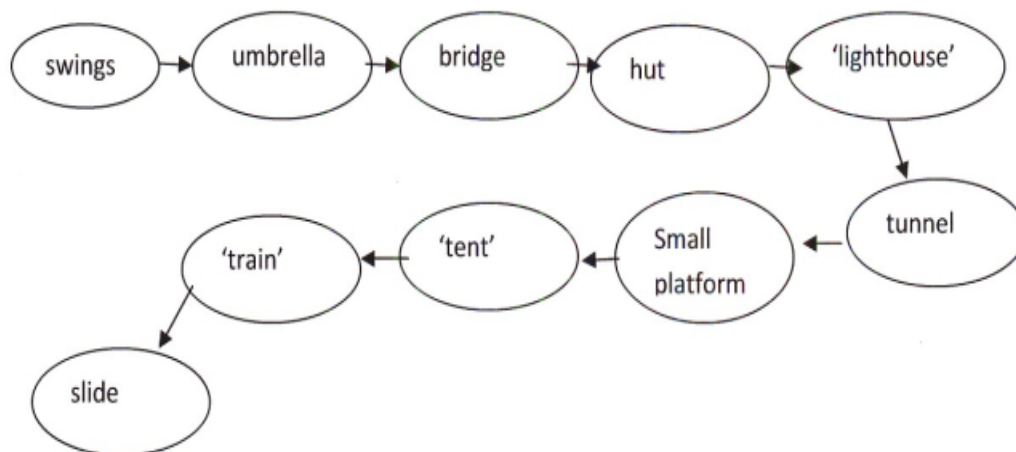 swings
umbrella
bridge
hut
‘lighthouse’
tunnel
Small
platform
‘tent’
‘train’
slide